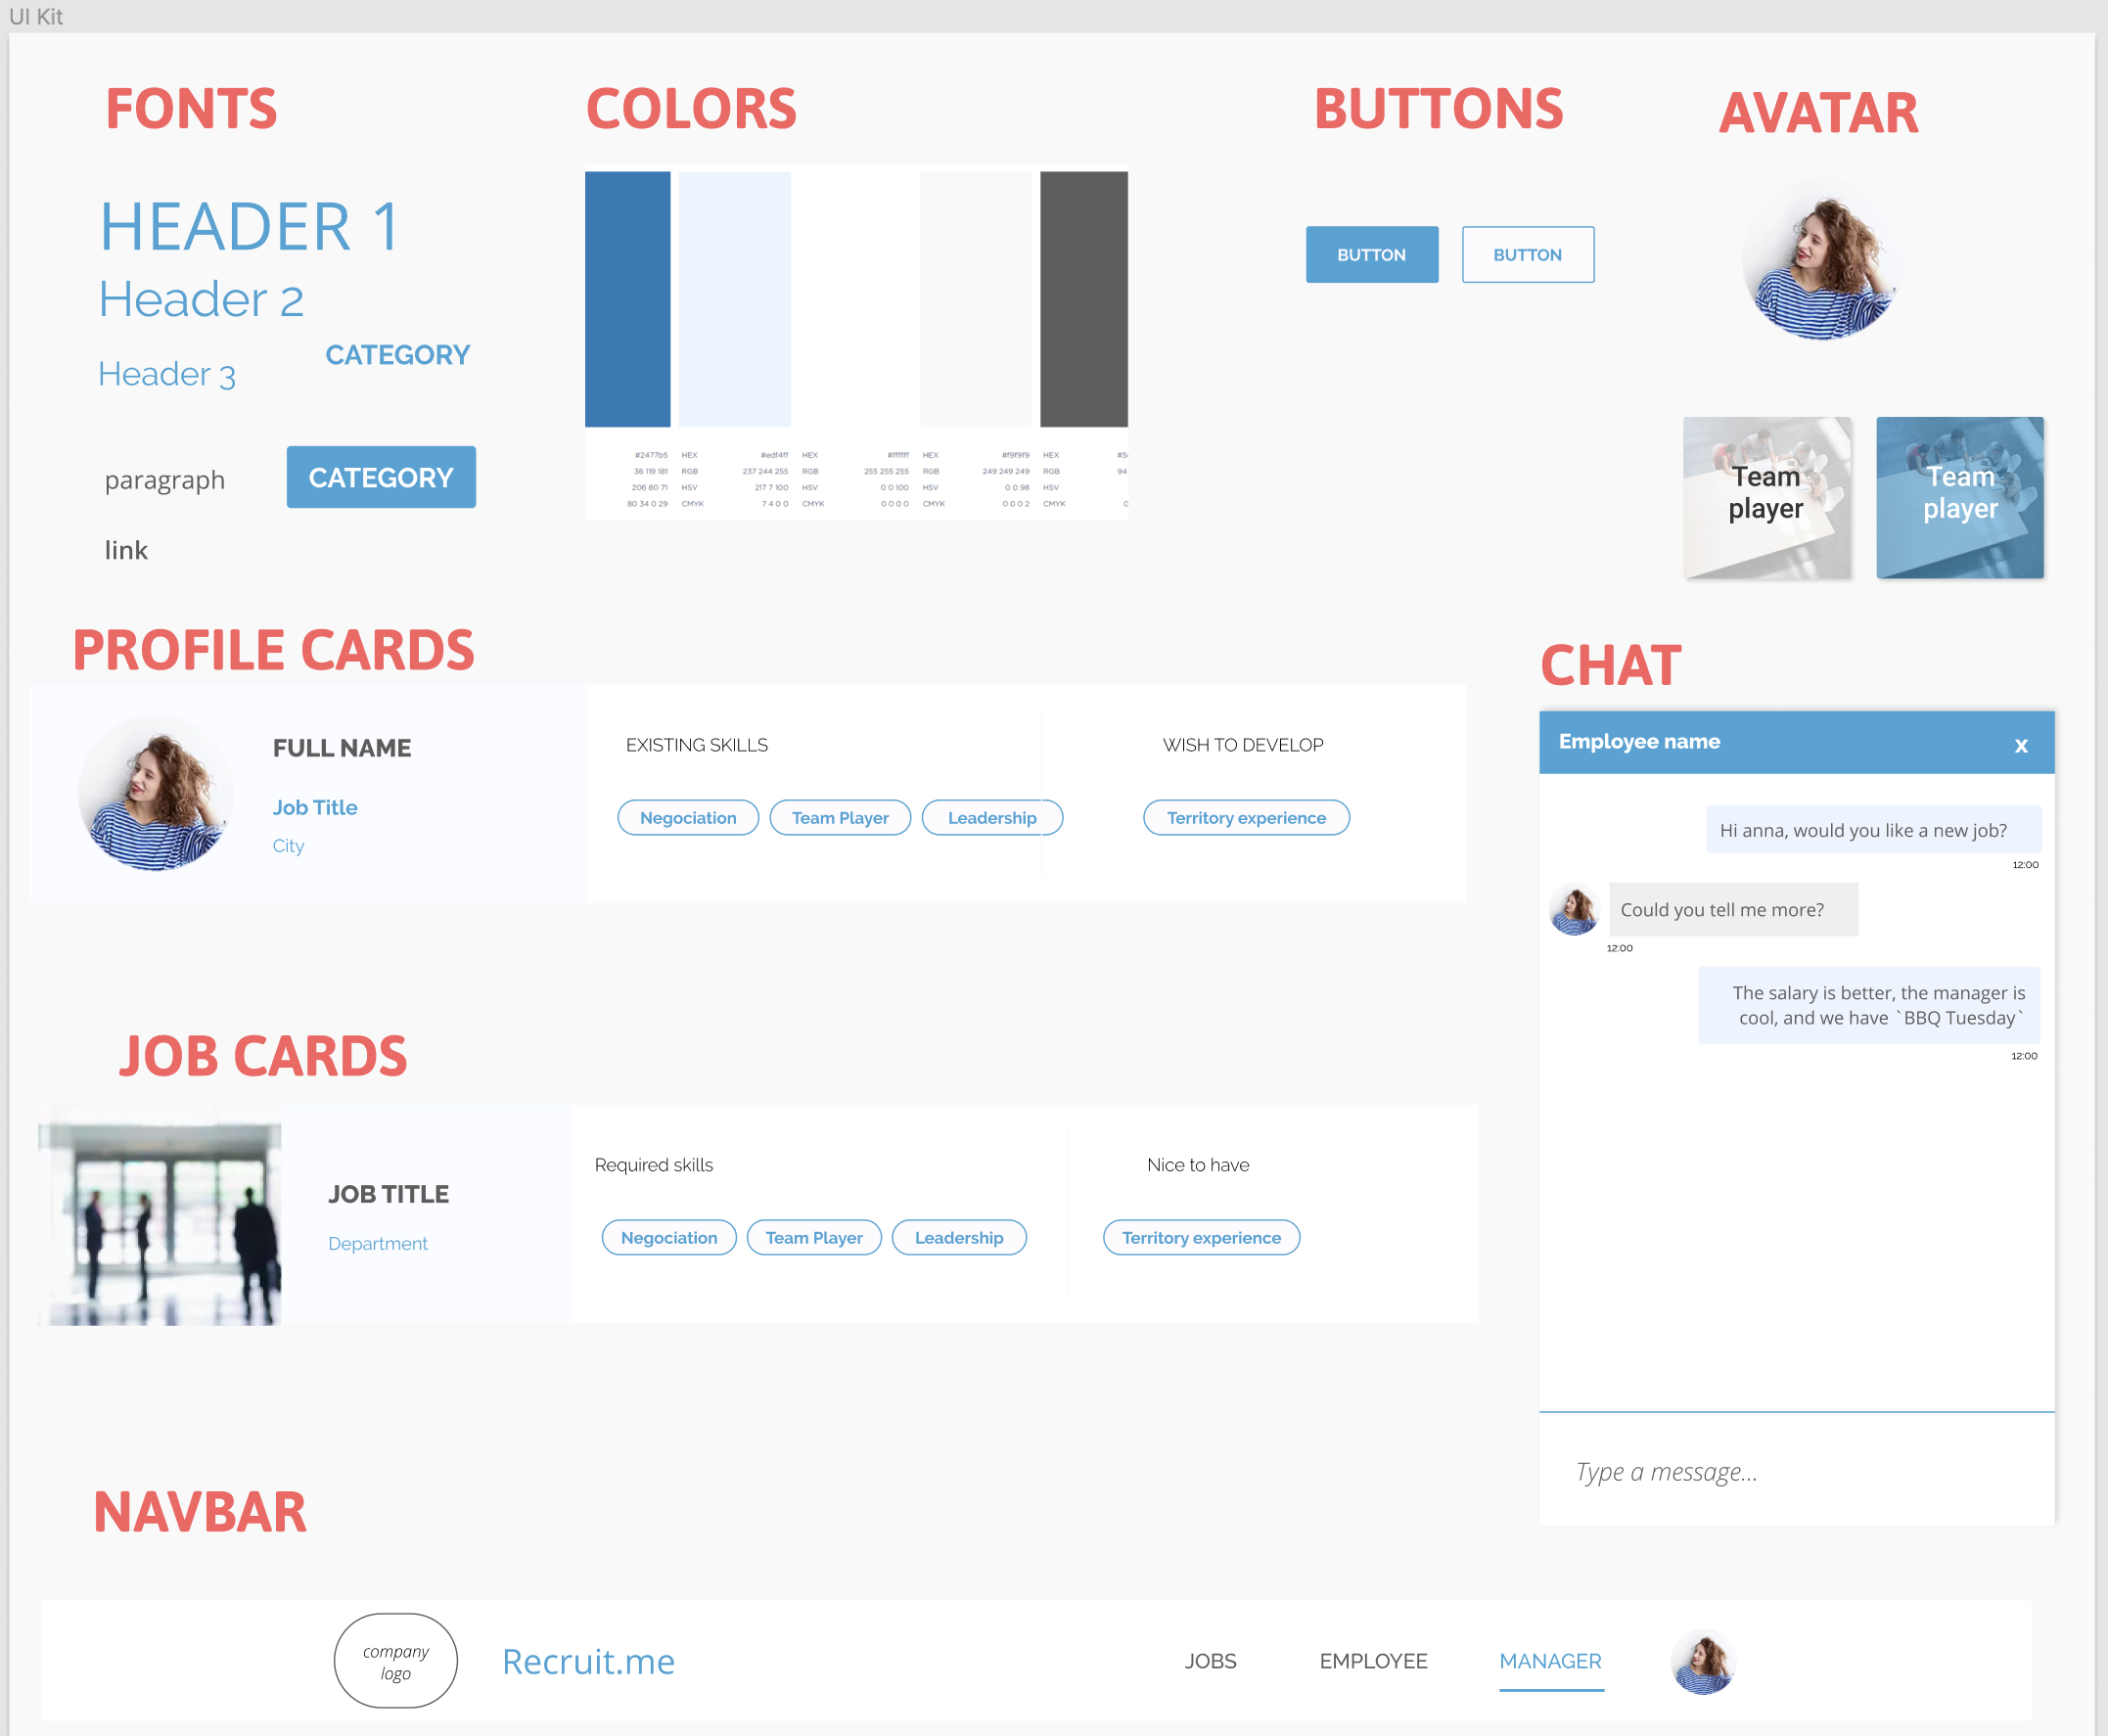 UI Kit
FONTS
COLORS
BUTTONS
AVATAR
HEADER 1
Header 2
Header 3
CATEGORY
paragraph
CATEGORY
link
#2477b5 HEX #edf4ff HEX #ffffff HEX #f9f9f9 HEX
36 119 181 RGB 237 244 255 RGB 255 255 255 RGB 249 249 249 RGB 94
206 80 71 HSV 217 7 100 HSV 0 0 100 HSV 0 0 98 HSV
80 34 0 29 CMYK 7 4 0 0 CMYK 0 0 0 0 CMYK 0 0 0 2 CMYK
BUTTON
BUTTON
Team
player
Team
player
PROFILE CARDS
FULL NAME
Job Title
City
EXISTING SKILLS
Negociation
Team Player
Leadership
WISH TO DEVELOP
Territory experience
CHAT
Employee name
x
Hi anna, would you like a new job?
12:00
Could you tell me more?
12:00
The salary is better, the manager is
cool, and we have `BBQ Tuesday`
12:00
Type a message...
JOB CARDS
JOB TITLE
Department
Required skills
Negociation
Team Player
Leadership
Nice to have
Territory experience
NAVBAR
company
logo
Recruit.me
JOBS
EMPLOYEE
MANAGER